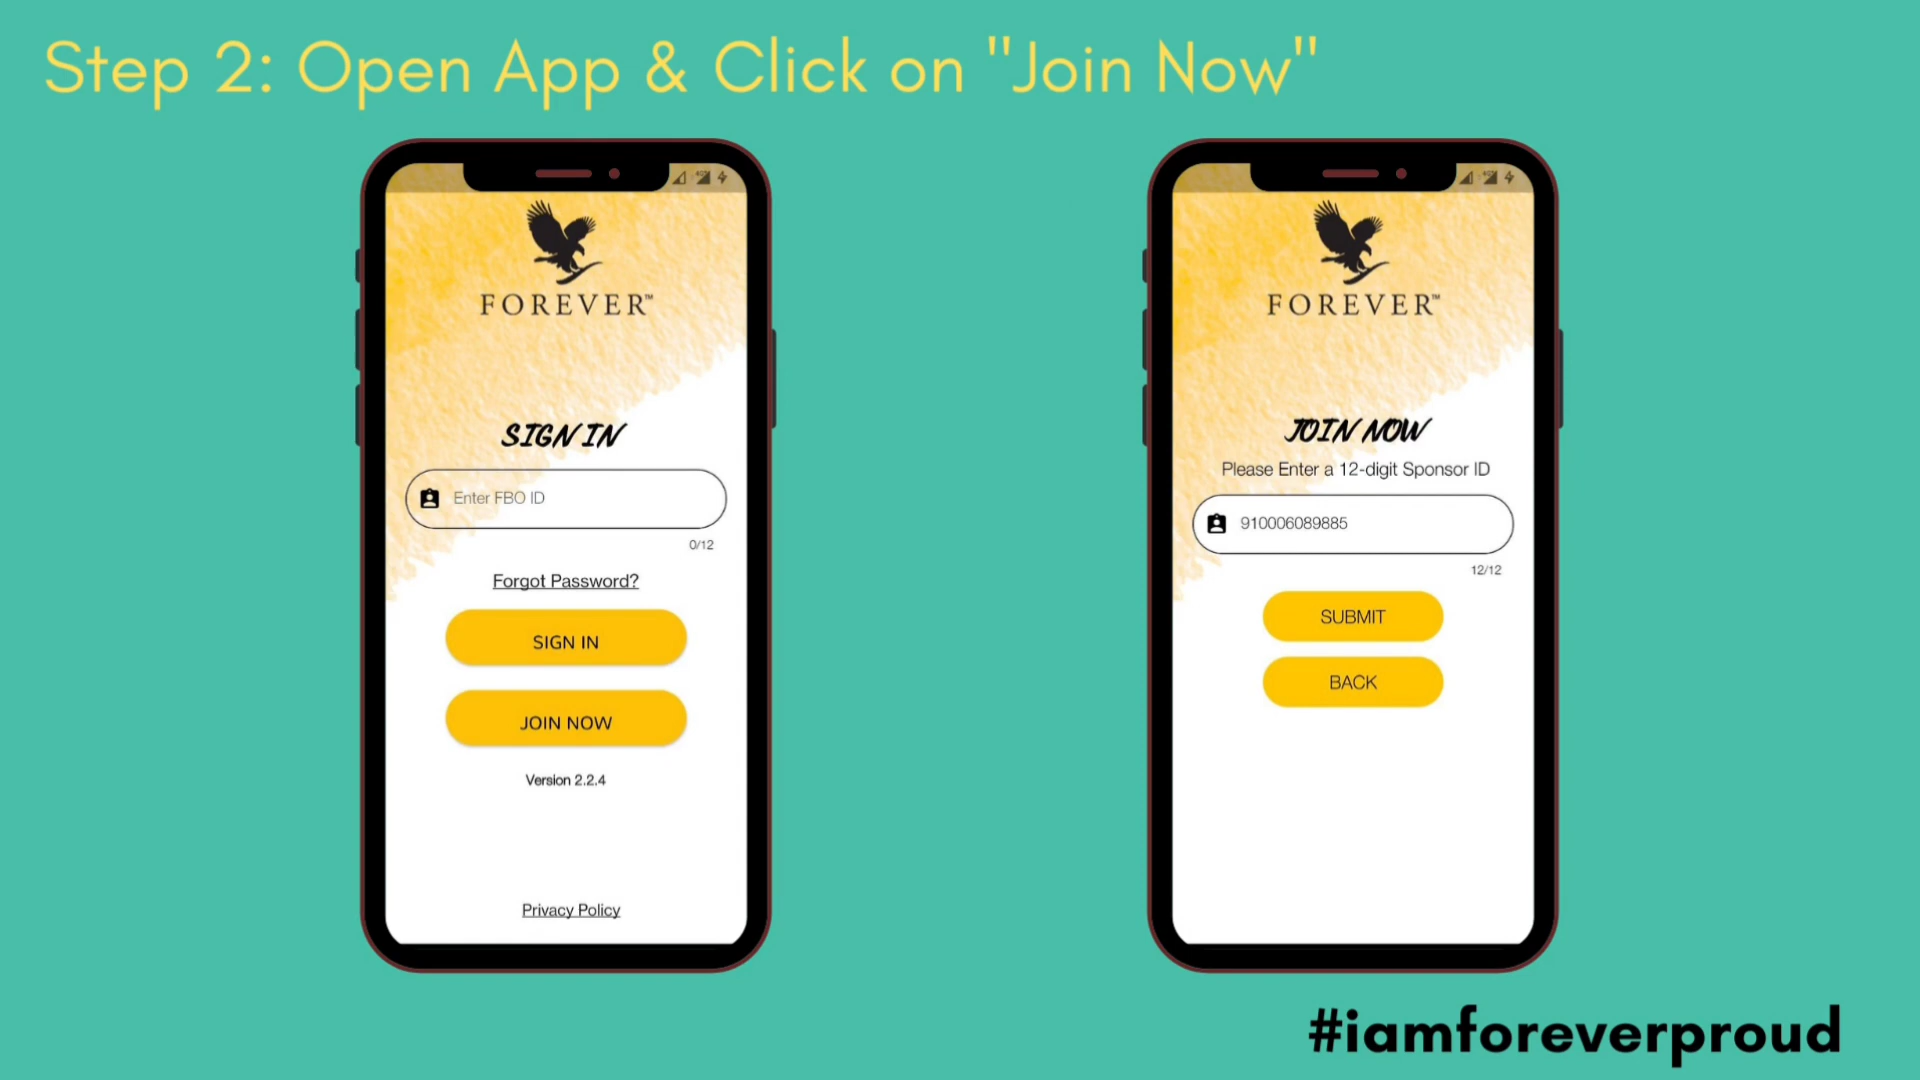 Step 2: Open App & Click on "Join Now"
4G
FOREVER™
SIGN IN
Enter FBO ID
0/12
Forgot Password?
SIGN IN
JOIN NOW
Version 2.2.4
Privacy Policy
4G
FOREVER™
JOIN NOW
Please Enter a 12-digit Sponsor ID
910006089885
12/12
SUBMIT
BACK
#iamforeverproud